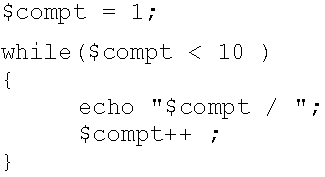 $compt = 1;
while($compt < 10 )
{
echo "$compt / ";
$compt++ ;
}